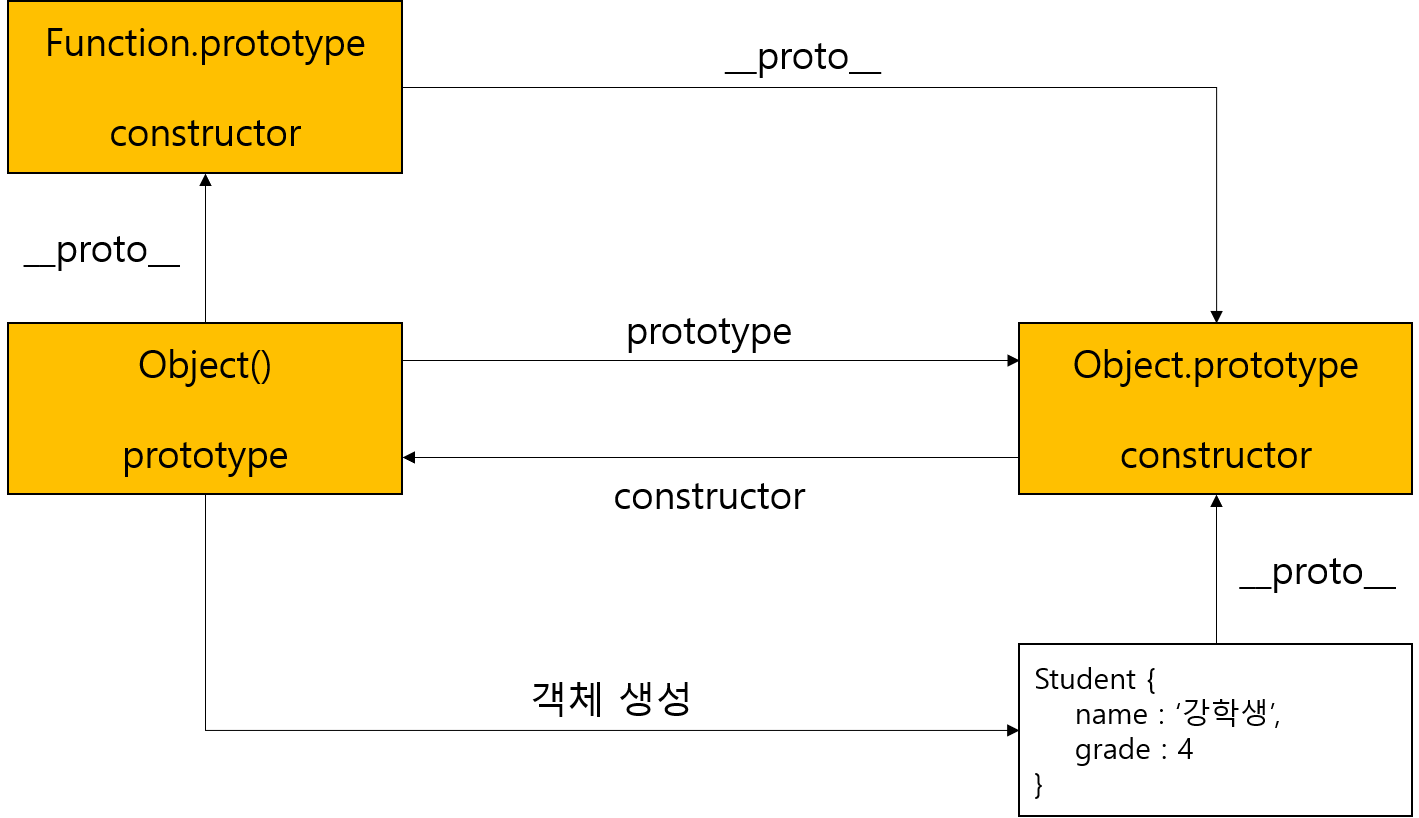 Function.prototype
constructor
__proto__
__proto__
Object()
prototype
prototype
constructor
Object.prototype
constructor
__proto__
객체 생성
Student {
name : ‘강학생’,
grade : 4
}